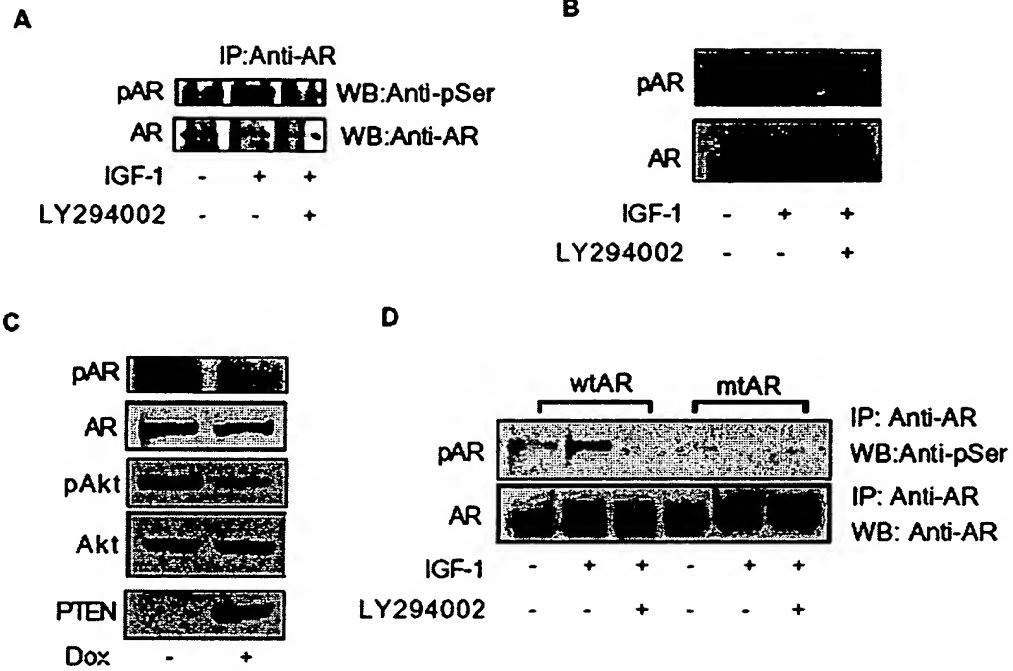 A
IP:Anti-AR
pAR WB:Anti-pSer
AR WB:Anti-AR
IGF-1 - + +
LY294002 - - +
B
pAR
AR
IGF-1 - + +
LY294002 - - +
C
pAR
AR
pAkt
Akt
PTEN
Dox - +
D
wtAR mtAR
pAR IP: Anti-AR
WB:Anti-pSer
AR IP: Anti-AR
WB: Anti-AR
IGF-1 - + + - + +
LY294002 - - + - - +